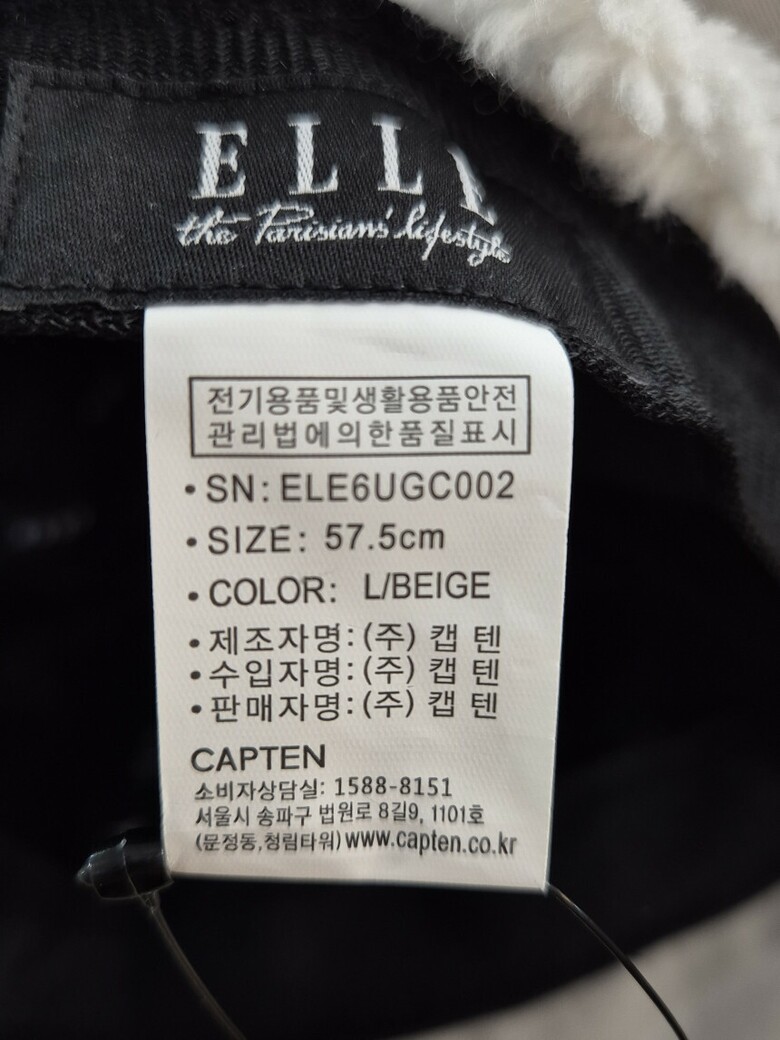 ELLE
the Parisians' lifestyle
전기용품및생활용품안전
관리법에의한품질표시
• SN: ELE6UGC002
• SIZE: 57.5cm
• COLOR: L/BEIGE
• 제조자명: (주) 캡텐
• 수입자명: (주) 캡텐
• 판매자명: (주) 캡텐
CAPTEN
소비자상담실: 1588-8151
서울시 송파구 법원로 8길9, 1101호
(문정동,청림타워) www.capten.co.kr